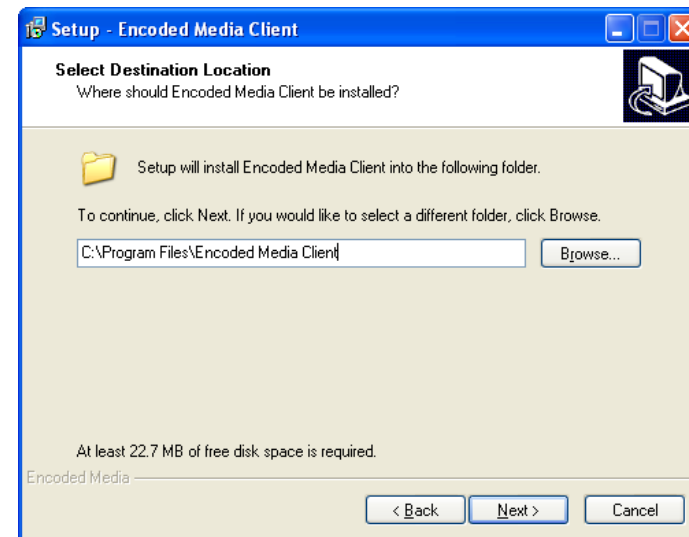 Setup - Encoded Media Client
Select Destination Location
Where should Encoded Media Client be installed?
Setup will install Encoded Media Client into the following folder.
To continue, click Next. If you would like to select a different folder, click Browse.
C:\Program Files\Encoded Media Client
Browse...
At least 22.7 MB of free disk space is required.
Encoded Media
< Back Next > Cancel